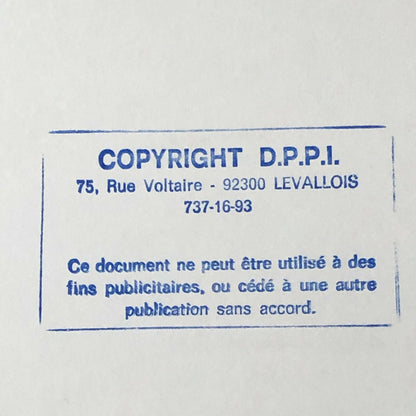 COPYRIGHT D.P.P.I.
75, Rue Voltaire - 92300 LEVALLOIS
737-16-93
Ce document ne peut être utilisé à des
fins publicitaires, ou cédé à une autre
publication sans accord.